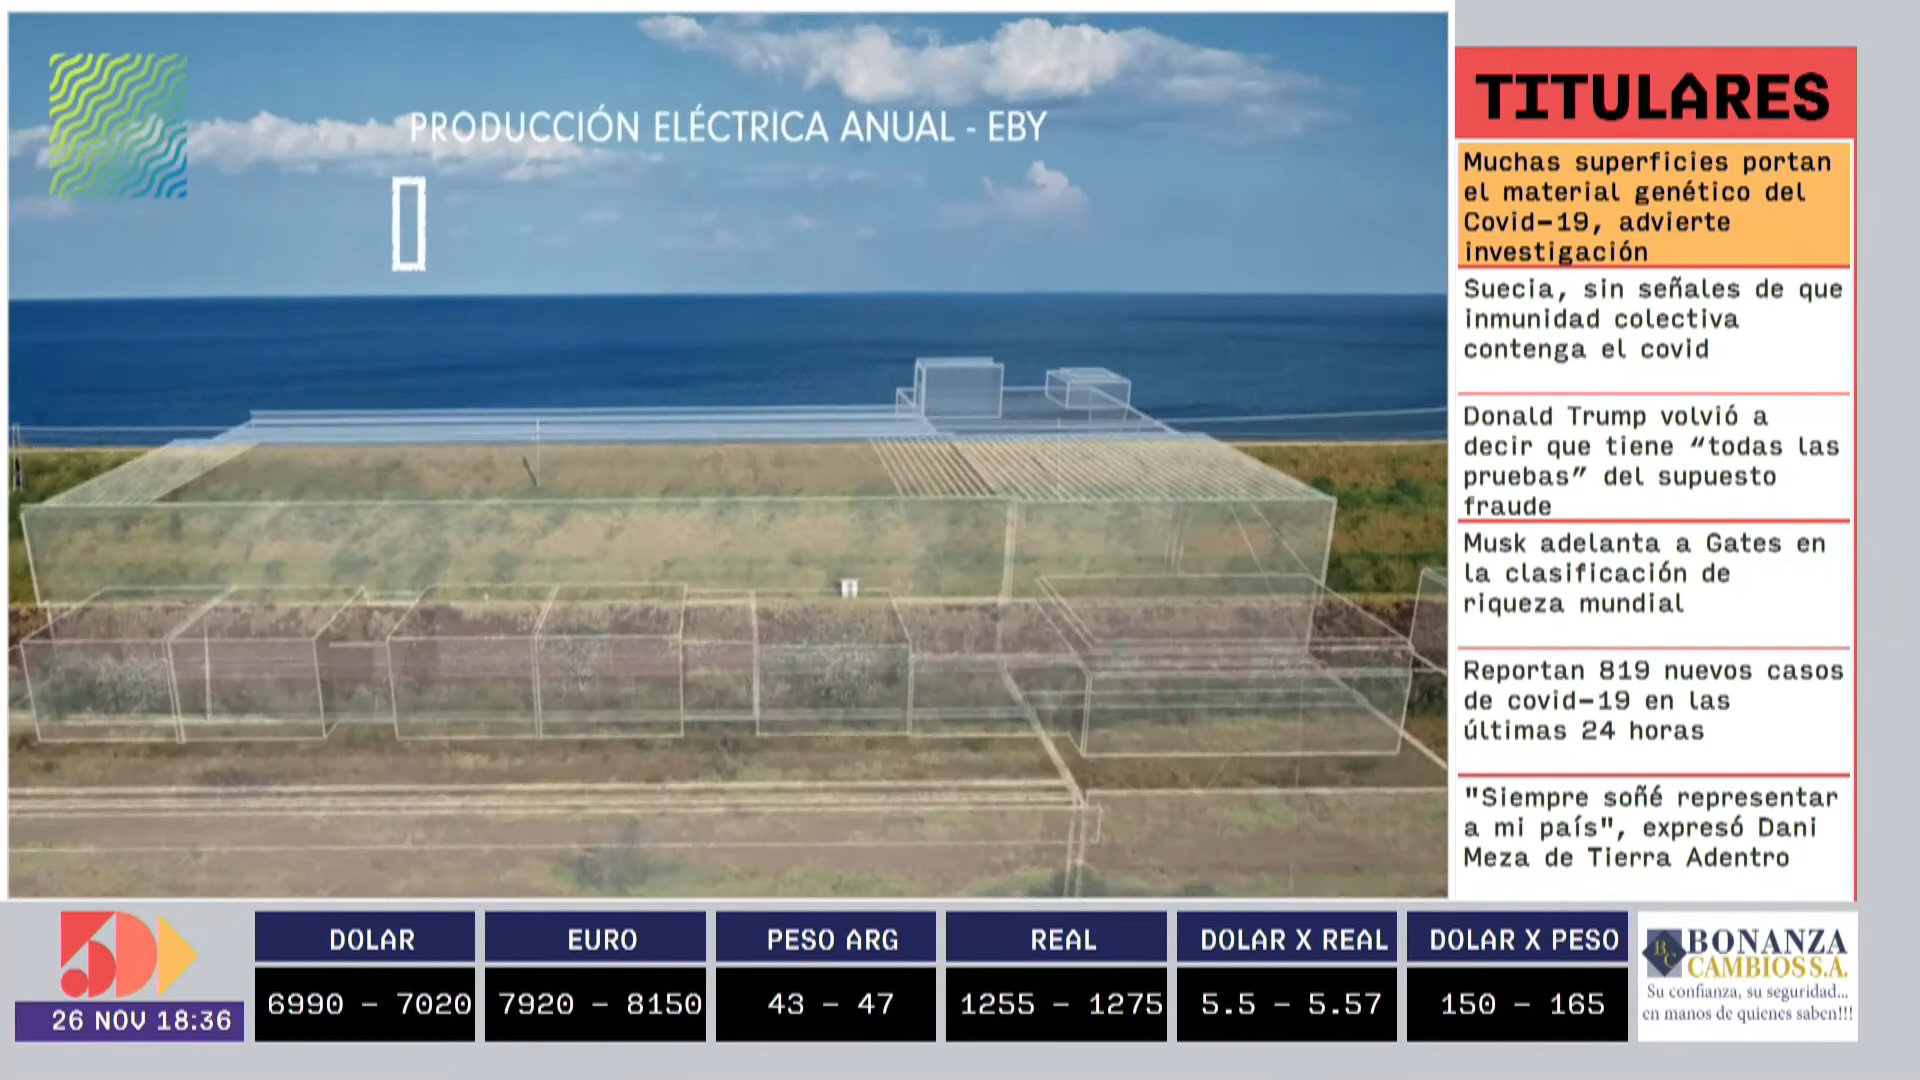 PRODUCCIÓN ELÉCTRICA ANUAL - EBY
TITULARES
Muchas superficies portan
el material genético del
Covid-19, advierte
investigación
Suecia, sin señales de que
inmunidad colectiva
contenga el covid
Donald Trump volvió a
decir que tiene “todas las
pruebas” del supuesto
fraude
Musk adelanta a Gates en
la clasificación de
riqueza mundial
Reportan 819 nuevos casos
de covid-19 en las
últimas 24 horas
"Siempre soñé representar
a mi país", expresó Dani
Meza de Tierra Adentro
5D
26 NOV 18:36
DOLAR
6990 - 7020
EURO
7920 - 8150
PESO ARG
43 - 47
REAL
1255 - 1275
DOLAR X REAL
5.5 - 5.57
DOLAR X PESO
150 - 165
BC
BONANZA
CAMBIOS S.A.
Su confianza, su seguridad...
en manos de quienes saben!!!